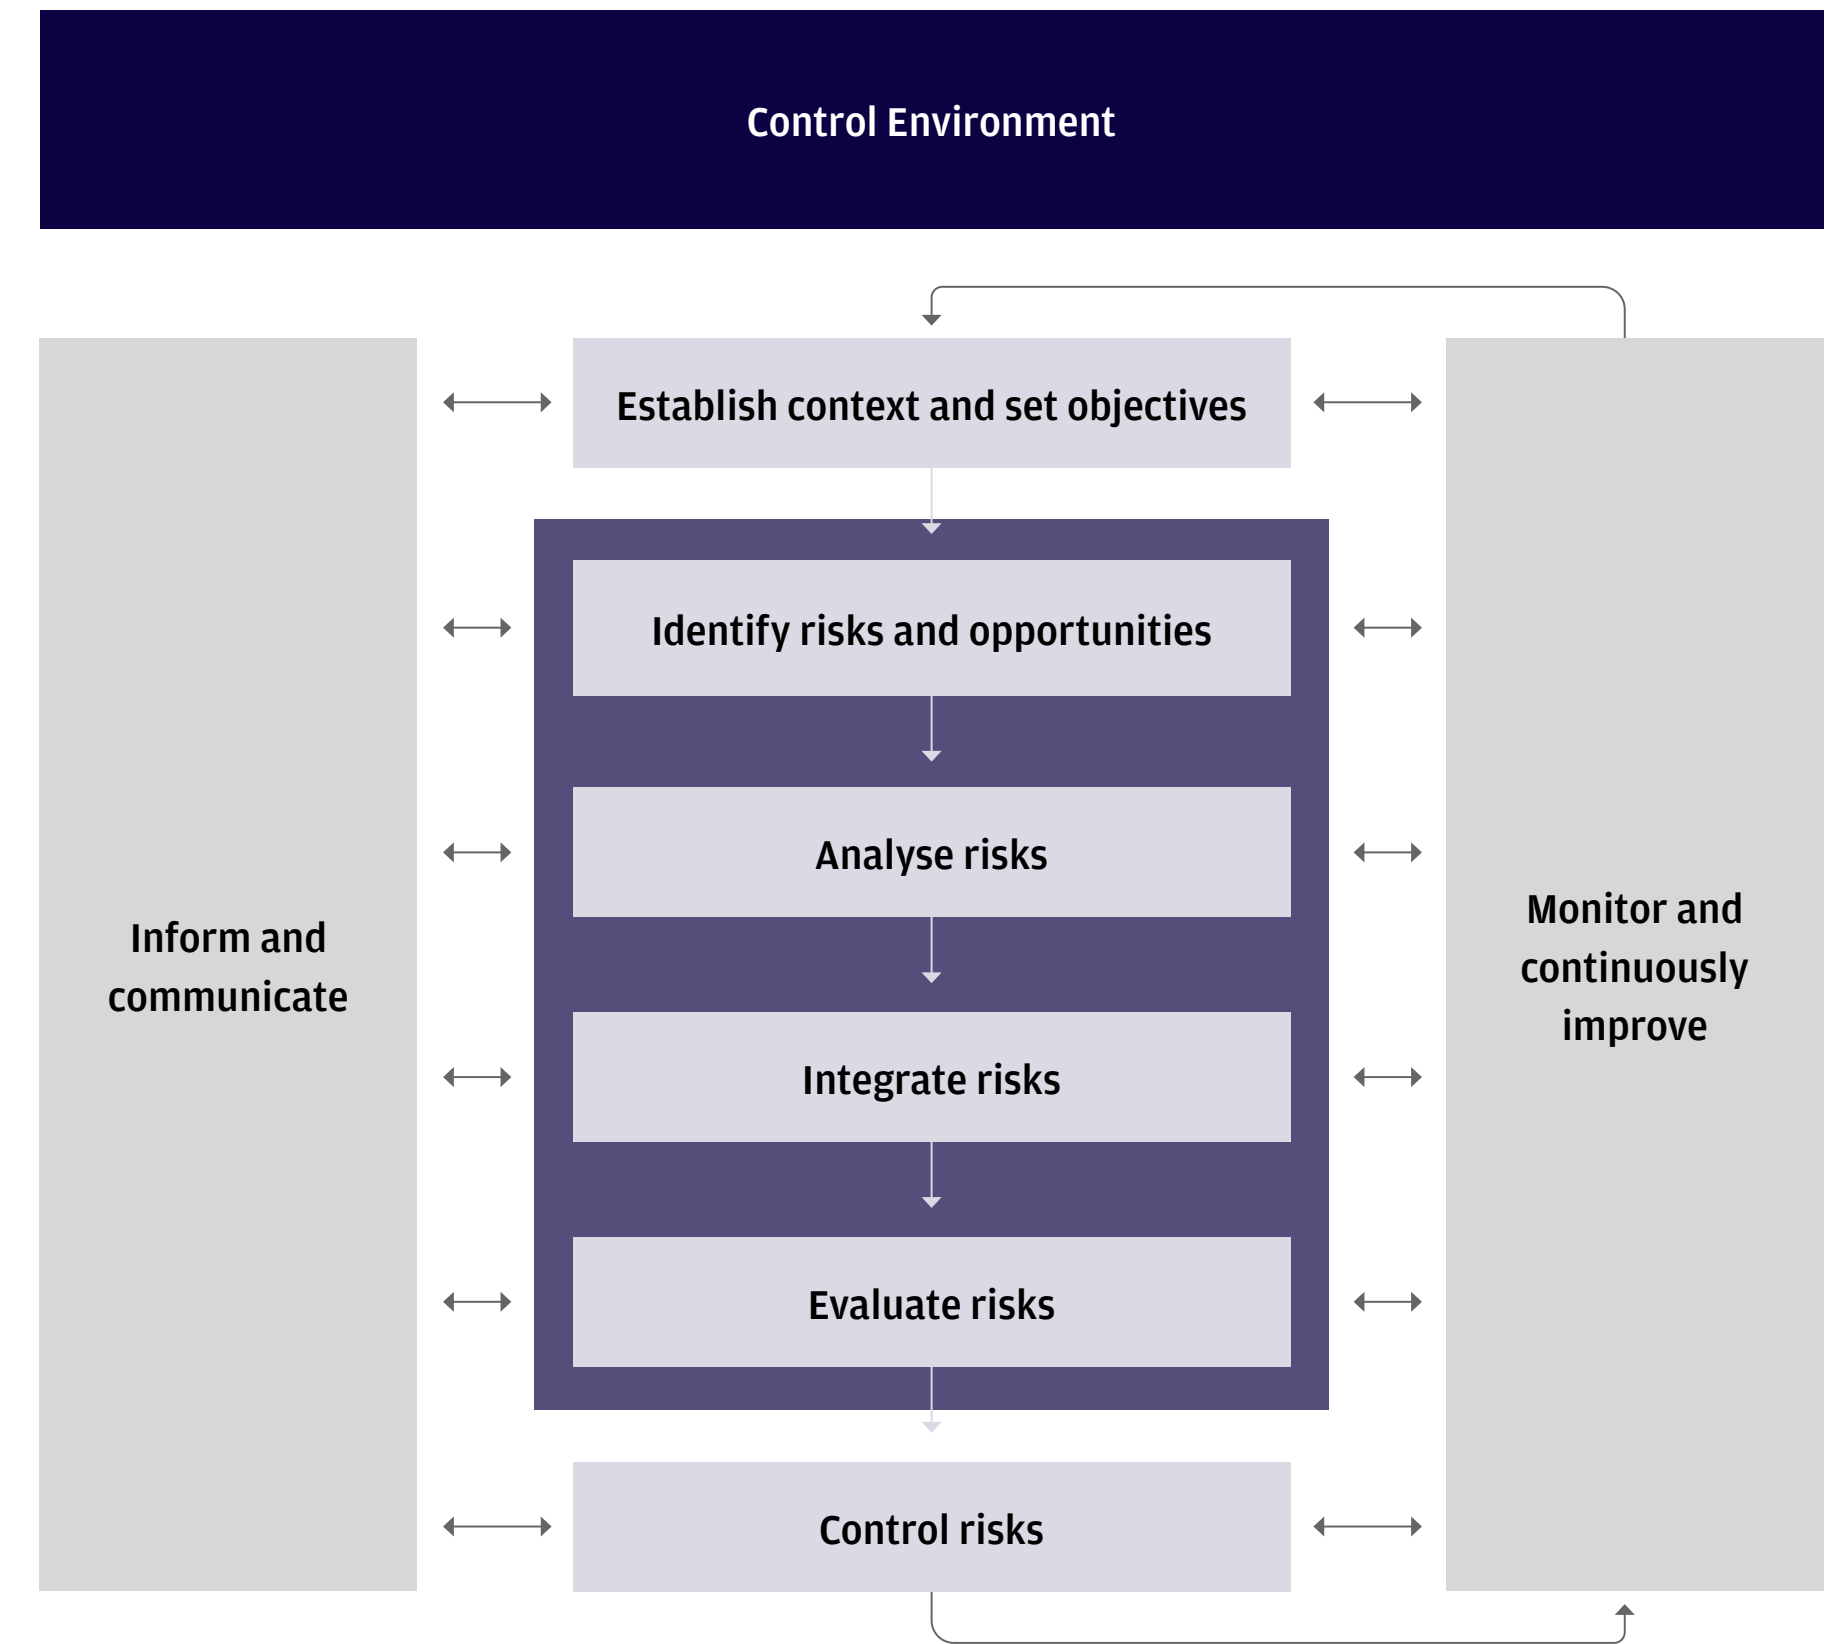 Control Environment
Establish context and set objectives
Identify risks and opportunities
Analyse risks
Inform and
communicate
Monitor and
continuously
improve
Integrate risks
Evaluate risks
Control risks